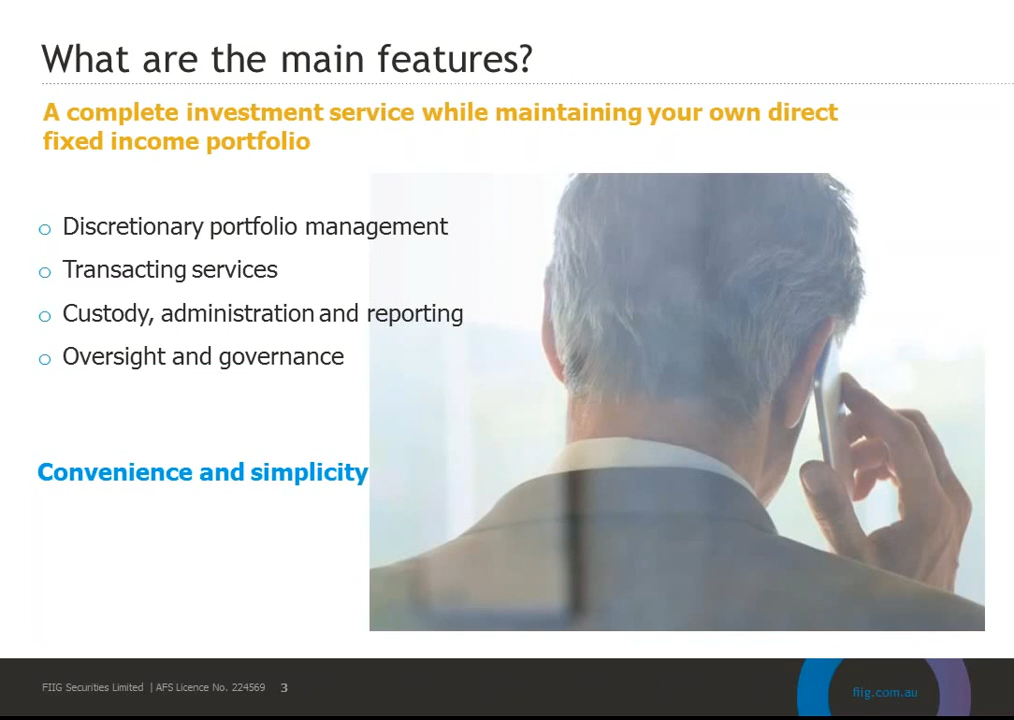 What are the main features?
A complete investment service while maintaining your own direct
fixed income portfolio
o Discretionary portfolio management
o Transacting services
o Custody, administration and reporting
o Oversight and governance
Convenience and simplicity
FIIG Securities Limited | AFS Licence No. 224569 3
fiig.com.au